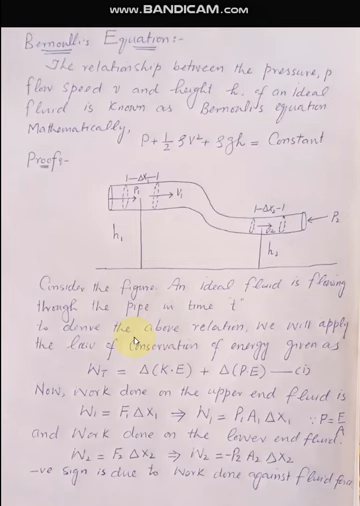 WWW.BANDICAM.COM
Bernoulli's Equation:-
The relationship between the pressure, p
flow speed v and height h. of an Ideal
fluid is known as Bernoulli's equation
Mathematically,
P + 1/2 ρv² + ρgh = Constant
Proof:-
|-Δx₁-|
P₁
V₁
|-Δx₂-|
P₂
h₁
h₂
Consider the figure. An ideal fluid is flowing
through the pipe in time 't'
to derive the above relation, we will apply
the law of conservation of energy given as
W_T = Δ(K.E) + Δ(P.E) — (i)
Now, Work done on the upper end fluid is
W₁ = F₁ Δx₁ ⇒ W₁ = P₁A₁ Δx₁ ∵ P = F/A
and Work done on the lower end fluid.
W₂ = F₂ Δx₂ ⇒ W₂ = -P₂ A₂ Δx₂
-ve sign is due to Work done against fluid force